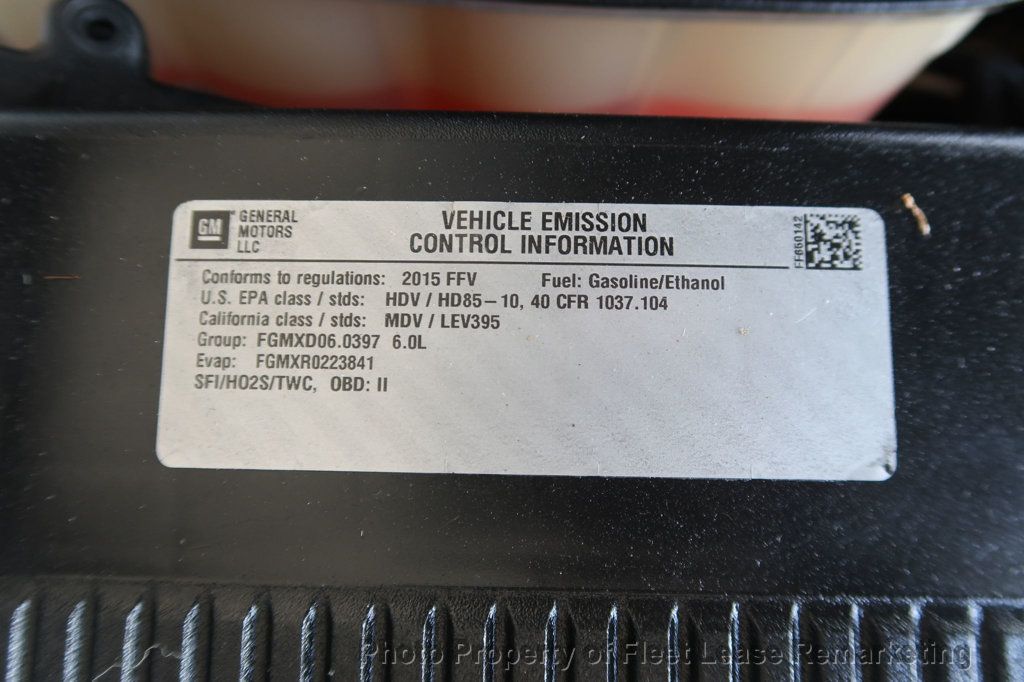 GM
GENERAL
MOTORS
LLC
VEHICLE EMISSION
CONTROL INFORMATION
FF650142
Conforms to regulations: 2015 FFV Fuel: Gasoline/Ethanol
U.S. EPA class / stds: HDV / HD85-10, 40 CFR 1037.104
California class / stds: MDV / LEV395
Group: FGMXD06.0397 6.0L
Evap: FGMXR0223841
SFI/HO2S/TWC, OBD: II
Photo Property of Fleet Lease Remarketing